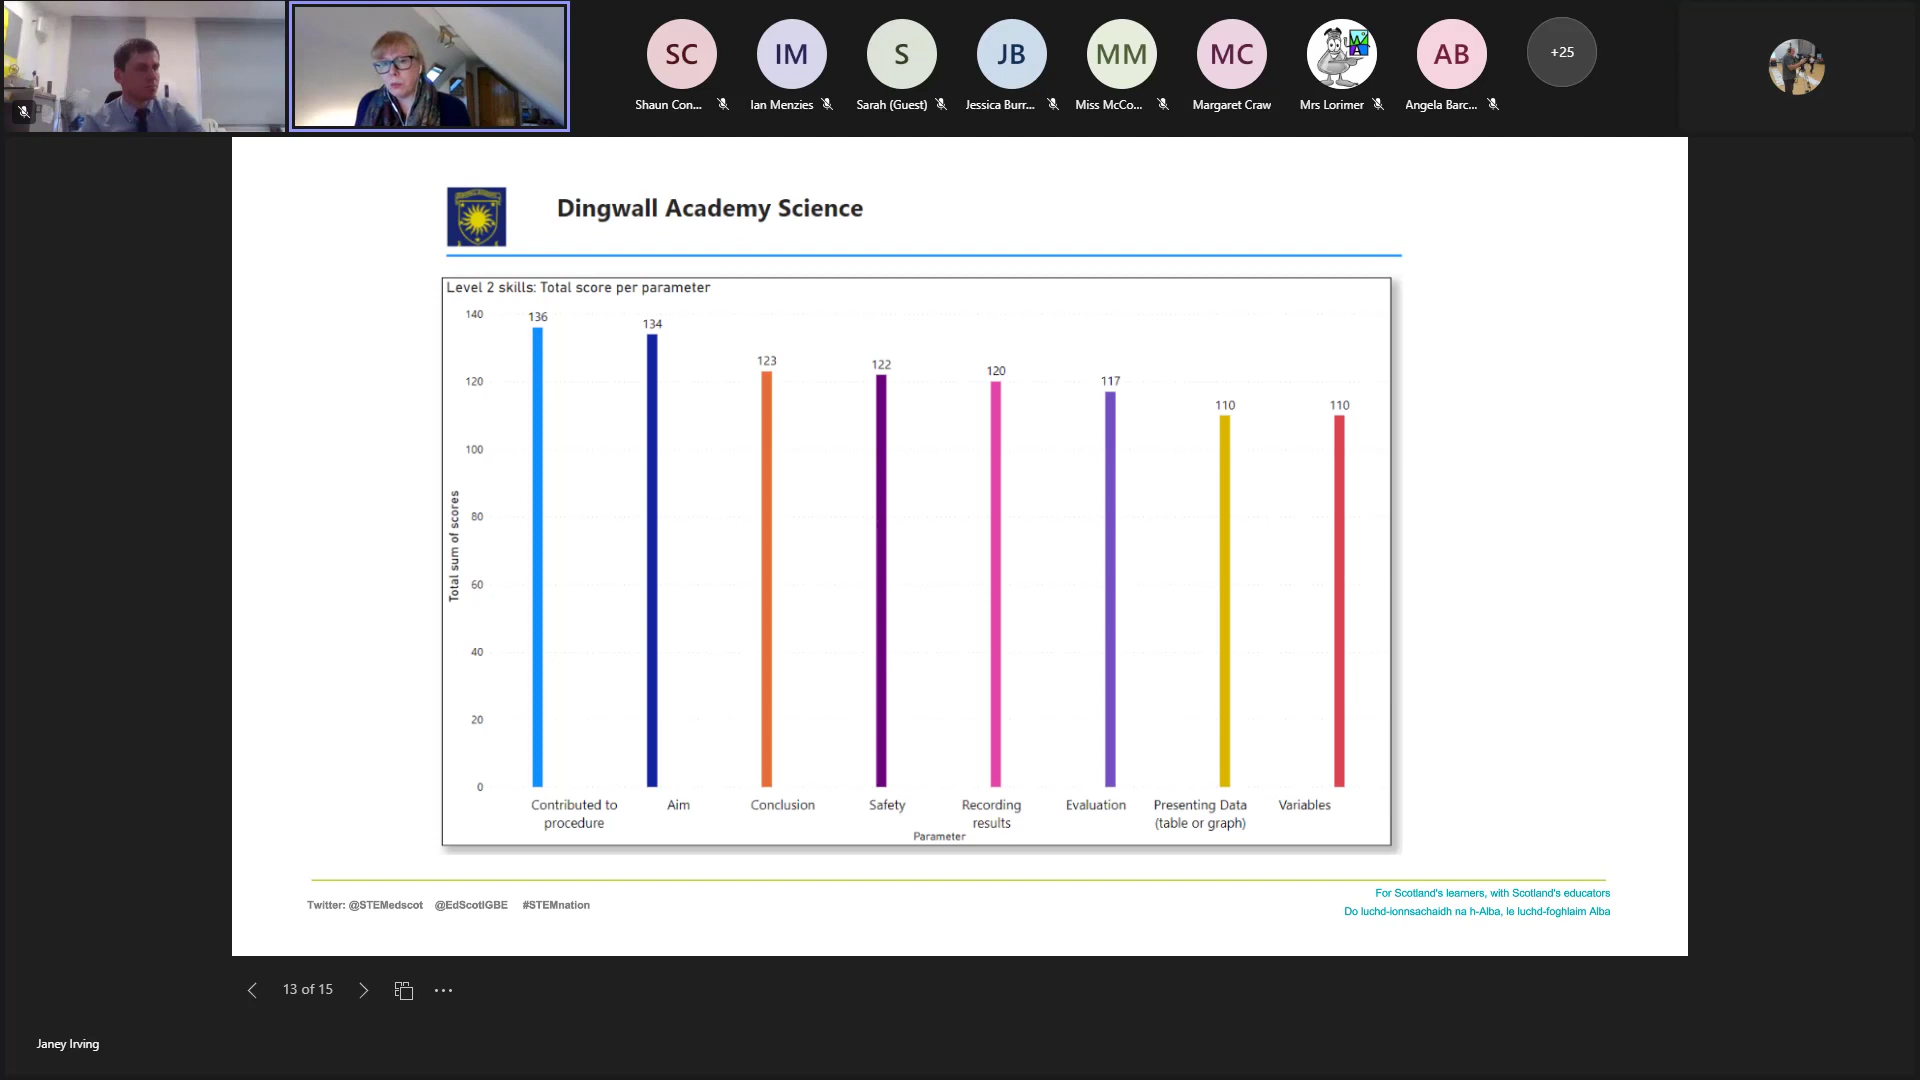 SC
IM
S
JB
MM
MC
AB
+25
Shaun Con...
Ian Menzies
Sarah (Guest)
Jessica Burr...
Miss McCo...
Margaret Craw
Mrs Lorimer
Angela Barc...
Dingwall Academy Science
Level 2 skills: Total score per parameter
140
120
100
80
60
40
20
0
Total sum of scores
136
134
123
122
120
117
110
110
Contributed to
procedure
Aim
Conclusion
Safety
Recording
results
Evaluation
Presenting Data
(table or graph)
Variables
Parameter
Twitter: @STEMedscot @EdScotIGBE #STEMnation
For Scotland's learners, with Scotland's educators
Do luchd-ionnsachaidh na h-Alba, le luchd-foghlaim Alba
13 of 15
Janey Irving